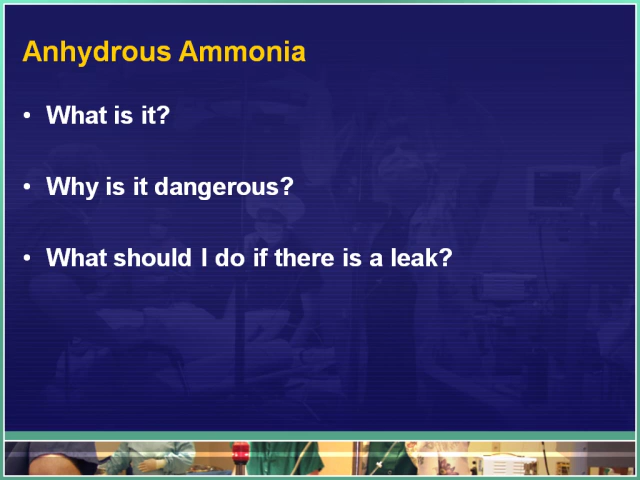 Anhydrous Ammonia
• What is it?
• Why is it dangerous?
• What should I do if there is a leak?